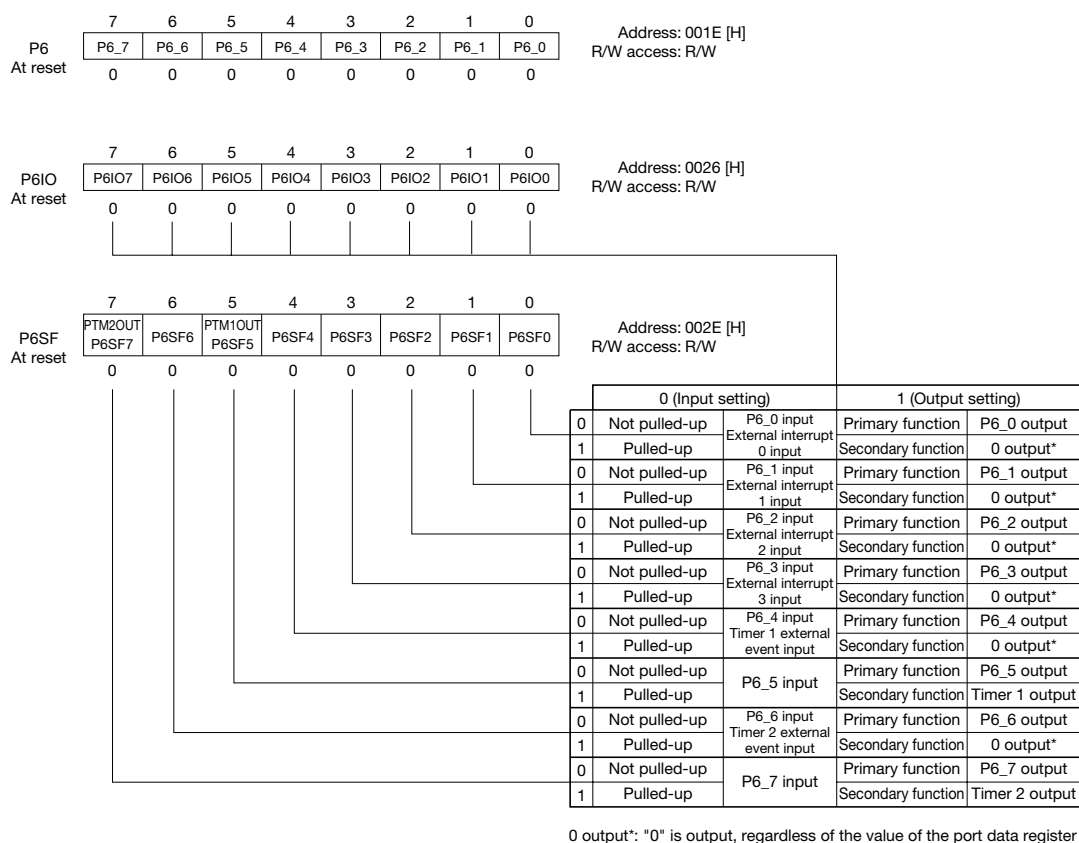 7 6 5 4 3 2 1 0
P6 P6_7 P6_6 P6_5 P6_4 P6_3 P6_2 P6_1 P6_0
At reset 0 0 0 0 0 0 0 0
Address: 001E [H]
R/W access: R/W
7 6 5 4 3 2 1 0
P6IO P6IO7 P6IO6 P6IO5 P6IO4 P6IO3 P6IO2 P6IO1 P6IO0
At reset 0 0 0 0 0 0 0 0
Address: 0026 [H]
R/W access: R/W
7 6 5 4 3 2 1 0
P6SF PTM2OUT P6SF7 P6SF6 PTM1OUT P6SF5 P6SF4 P6SF3 P6SF2 P6SF1 P6SF0
At reset 0 0 0 0 0 0 0 0
Address: 002E [H]
R/W access: R/W
0 (Input setting) 1 (Output setting)
0 Not pulled-up P6_0 input Primary function P6_0 output
External interrupt
1 Pulled-up 0 input Secondary function 0 output*
0 Not pulled-up P6_1 input Primary function P6_1 output
External interrupt
1 Pulled-up 1 input Secondary function 0 output*
0 Not pulled-up P6_2 input Primary function P6_2 output
External interrupt
1 Pulled-up 2 input Secondary function 0 output*
0 Not pulled-up P6_3 input Primary function P6_3 output
External interrupt
1 Pulled-up 3 input Secondary function 0 output*
0 Not pulled-up P6_4 input Primary function P6_4 output
Timer 1 external
1 Pulled-up event input Secondary function 0 output*
0 Not pulled-up Primary function P6_5 output
P6_5 input
1 Pulled-up Secondary function Timer 1 output
0 Not pulled-up P6_6 input Primary function P6_6 output
Timer 2 external
1 Pulled-up event input Secondary function 0 output*
0 Not pulled-up Primary function P6_7 output
P6_7 input
1 Pulled-up Secondary function Timer 2 output
0 output*: "0" is output, regardless of the value of the port data register